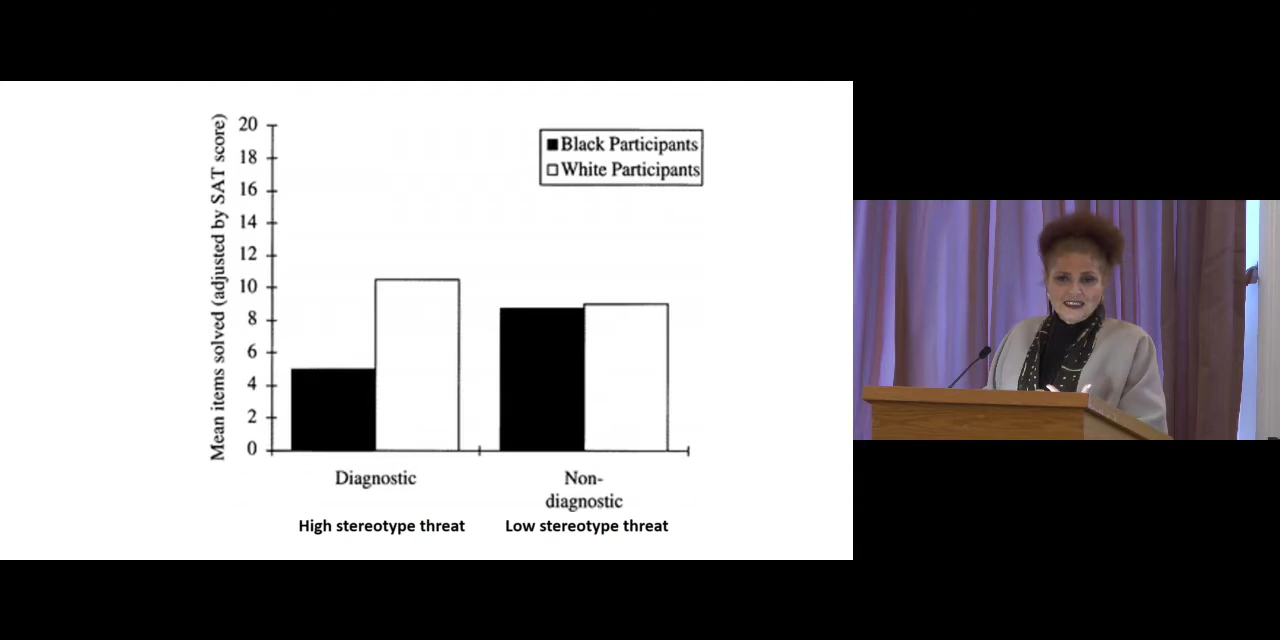 Mean items solved (adjusted by SAT score)
20
18
16
14
12
10
8
6
4
2
0
Black Participants
White Participants
Diagnostic
Non-
diagnostic
High stereotype threat
Low stereotype threat